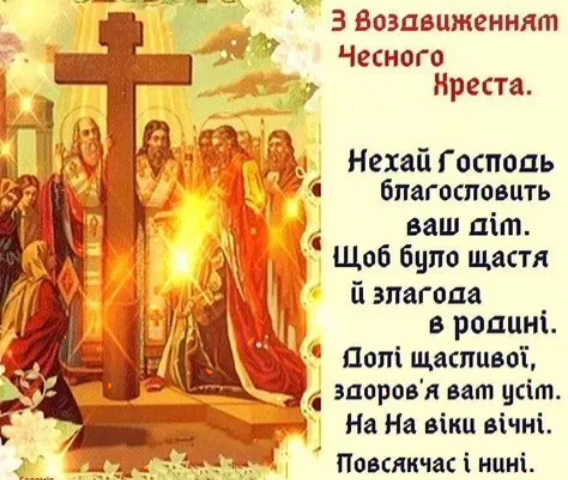 З Воздвиженням
Чесного
Хреста.
Нехай Господь
благословить
ваш дім.
Щоб було щастя
й злагода
в родині.
Долі щасливої,
здоров'я вам усім.
На На віки вічні.
Повсякчас і нині.